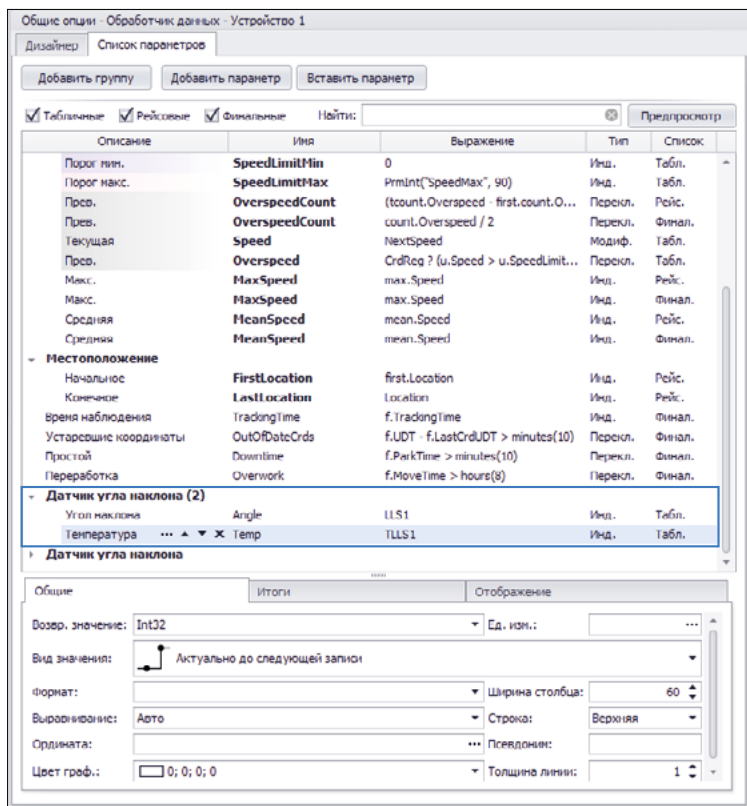 Общие опции - Обработчик данных - Устройство 1
Дизайнер Список параметров
Добавить группу Добавить параметр Вставить параметр
Табличные Рейсовые Финальные Найти: Предпросмотр
Описание Имя Выражение Тип Список
Порог мин. SpeedLimitMin 0 Инд. Табл.
Порог макс. SpeedLimitMax PrmInt("SpeedMax", 90) Инд. Табл.
Прев. OverspeedCount (tcount.Overspeed - first.count.O... Перекл. Рейс.
Прев. OverspeedCount count.Overspeed / 2 Перекл. Финал.
Текущая Speed NextSpeed Модиф. Табл.
Прев. Overspeed CrdReg ? (u.Speed > u.SpeedLimit... Перекл. Табл.
Макс. MaxSpeed max.Speed Инд. Рейс.
Макс. MaxSpeed max.Speed Инд. Финал.
Средняя MeanSpeed mean.Speed Инд. Рейс.
Средняя MeanSpeed mean.Speed Инд. Финал.
Местоположение
Начальное FirstLocation first.Location Инд. Рейс.
Конечное LastLocation Location Инд. Рейс.
Время наблюдения TrackingTime f.TrackingTime Инд. Финал.
Устаревшие координаты OutOfDateCrds f.UDT - f.LastCrdUDT > minutes(10) Перекл. Финал.
Простой Downtime f.ParkTime > minutes(10) Перекл. Финал.
Переработка Overwork f.MoveTime > hours(8) Перекл. Финал.
Датчик угла наклона (2)
Угол наклона Angle LLS1 Инд. Табл.
Температура ... Temp TLLS1 Инд. Табл.
Датчик угла наклона
Общие Итоги Отображение
Возвр. значение: Int32 Ед. изм.: ...
Вид значения: Актуально до следующей записи
Формат: Ширина столбца: 60
Выравнивание: Авто Строка: Верхняя
Ордината: ... Псевдоним:
Цвет граф.: 0; 0; 0; 0 Толщина линии: 1